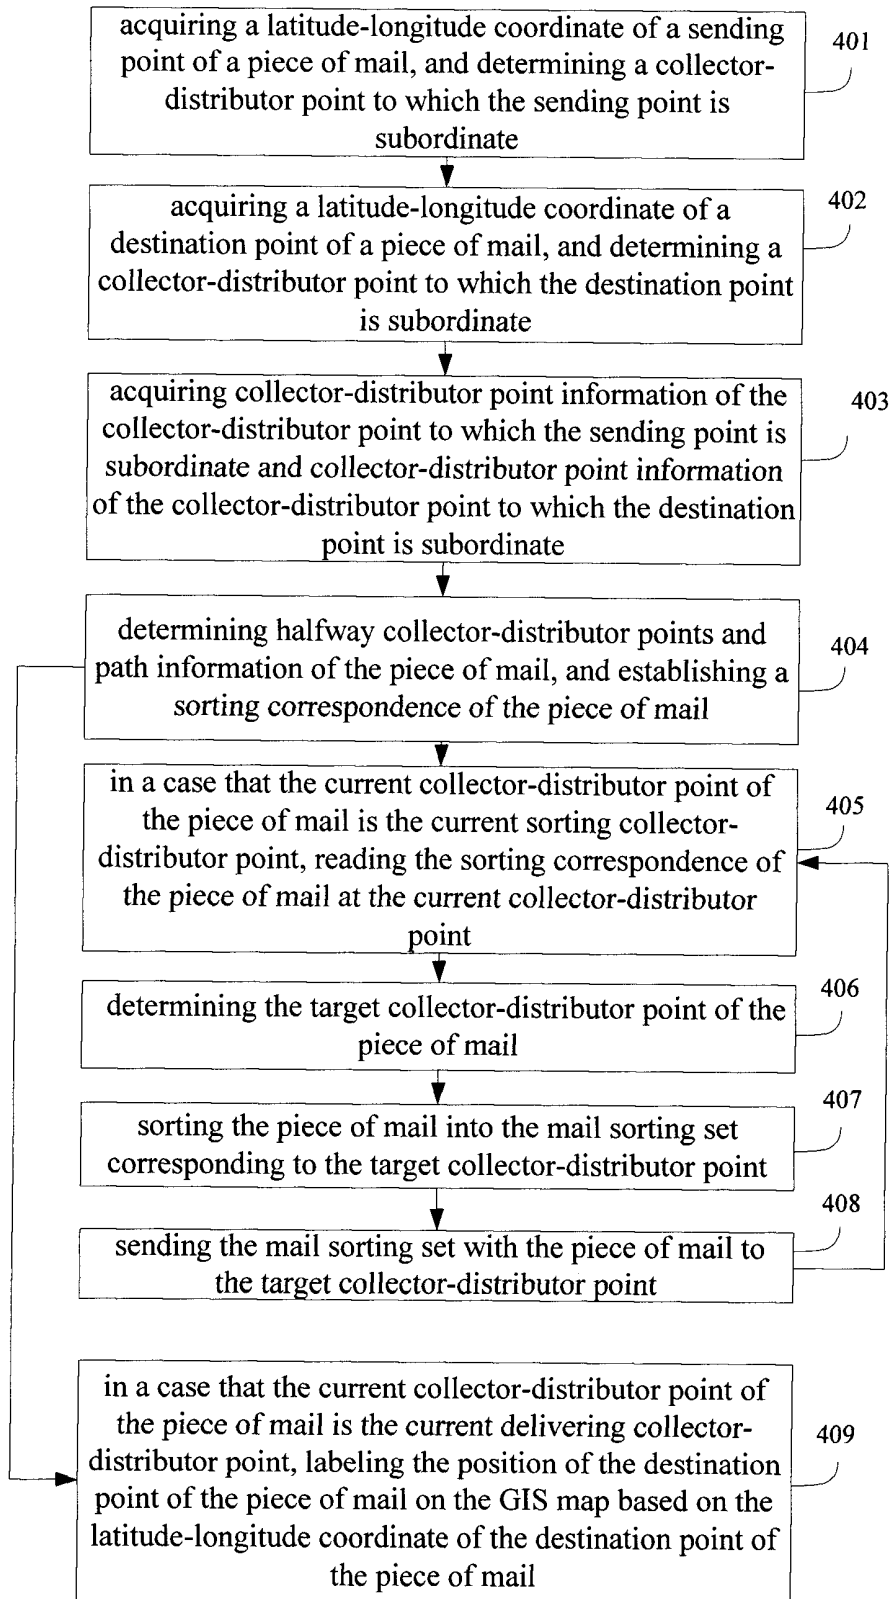 acquiring a latitude-longitude coordinate of a sending
point of a piece of mail, and determining a collector-
distributor point to which the sending point is
subordinate
401
acquiring a latitude-longitude coordinate of a
destination point of a piece of mail, and determining a
collector-distributor point to which the destination point
is subordinate
402
acquiring collector-distributor point information of the
collector-distributor point to which the sending point is
subordinate and collector-distributor point information
of the collector-distributor point to which the destination
point is subordinate
403
determining halfway collector-distributor points and
path information of the piece of mail, and establishing a
sorting correspondence of the piece of mail
404
in a case that the current collector-distributor point of
the piece of mail is the current sorting collector-
distributor point, reading the sorting correspondence of
the piece of mail at the current collector-distributor
point
405
determining the target collector-distributor point of the
piece of mail
406
sorting the piece of mail into the mail sorting set
corresponding to the target collector-distributor point
407
sending the mail sorting set with the piece of mail to
the target collector-distributor point
408
in a case that the current collector-distributor point of
the piece of mail is the current delivering collector-
distributor point, labeling the position of the destination
point of the piece of mail on the GIS map based on the
latitude-longitude coordinate of the destination point of
the piece of mail
409